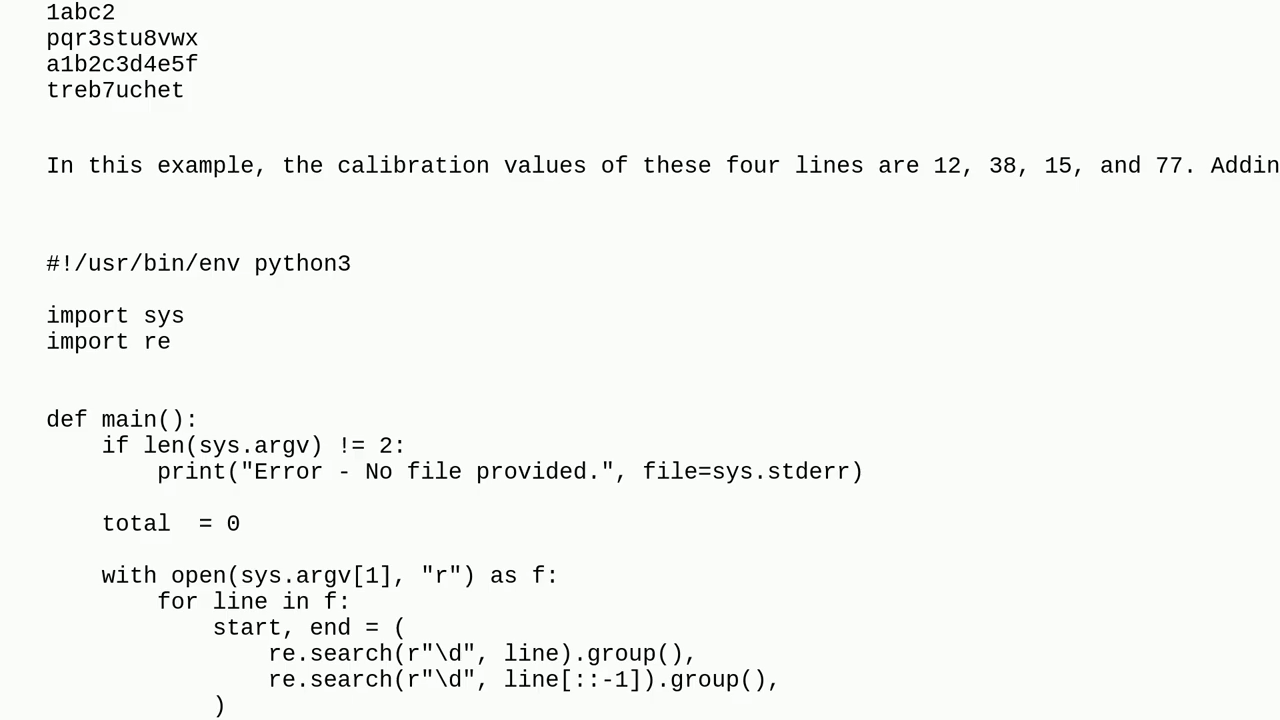 1abc2
pqr3stu8vwx
a1b2c3d4e5f
treb7uchet
In this example, the calibration values of these four lines are 12, 38, 15, and 77. Addin
#!/usr/bin/env python3
import sys
import re
def main():
    if len(sys.argv) != 2:
        print("Error - No file provided.", file=sys.stderr)
    total  = 0
    with open(sys.argv[1], "r") as f:
        for line in f:
            start, end = (
                re.search(r"\d", line).group(),
                re.search(r"\d", line[::-1]).group(),
            )